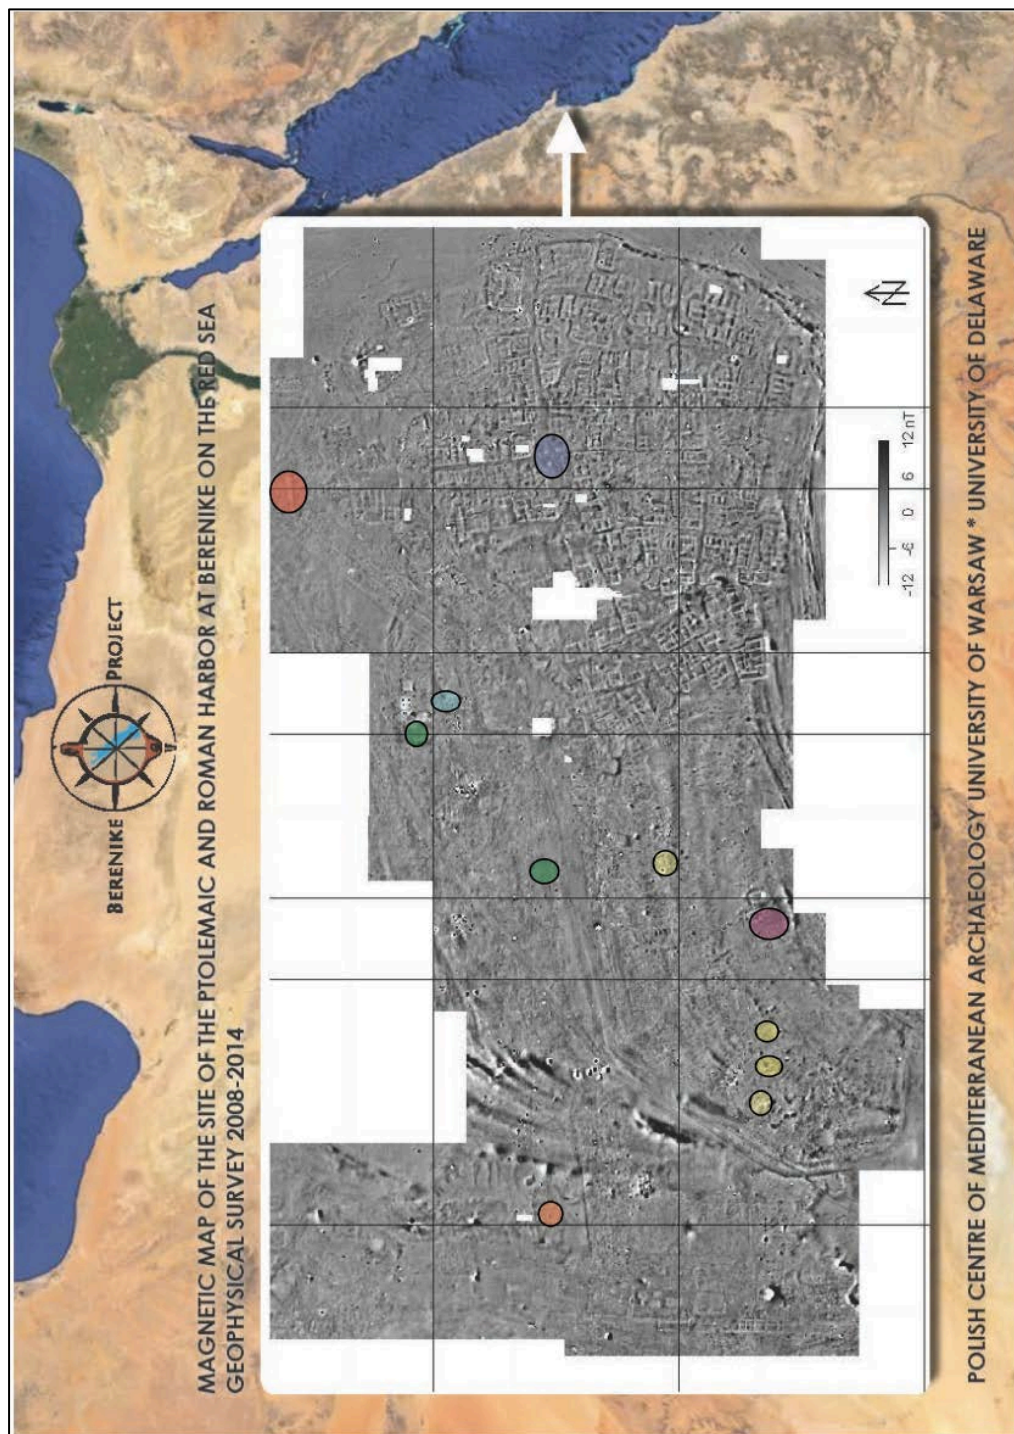 MAGNETIC MAP OF THE SITE OF THE PTOLEMAIC AND ROMAN HARBOR AT BERENIKE ON THE RED SEA
GEOPHYSICAL SURVEY 2008-2014
BERENIKE PROJECT
N
-12 -6 0 6 12 nT
POLISH CENTRE OF MEDITERRANEAN ARCHAEOLOGY UNIVERSITY OF WARSAW * UNIVERSITY OF DELAWARE